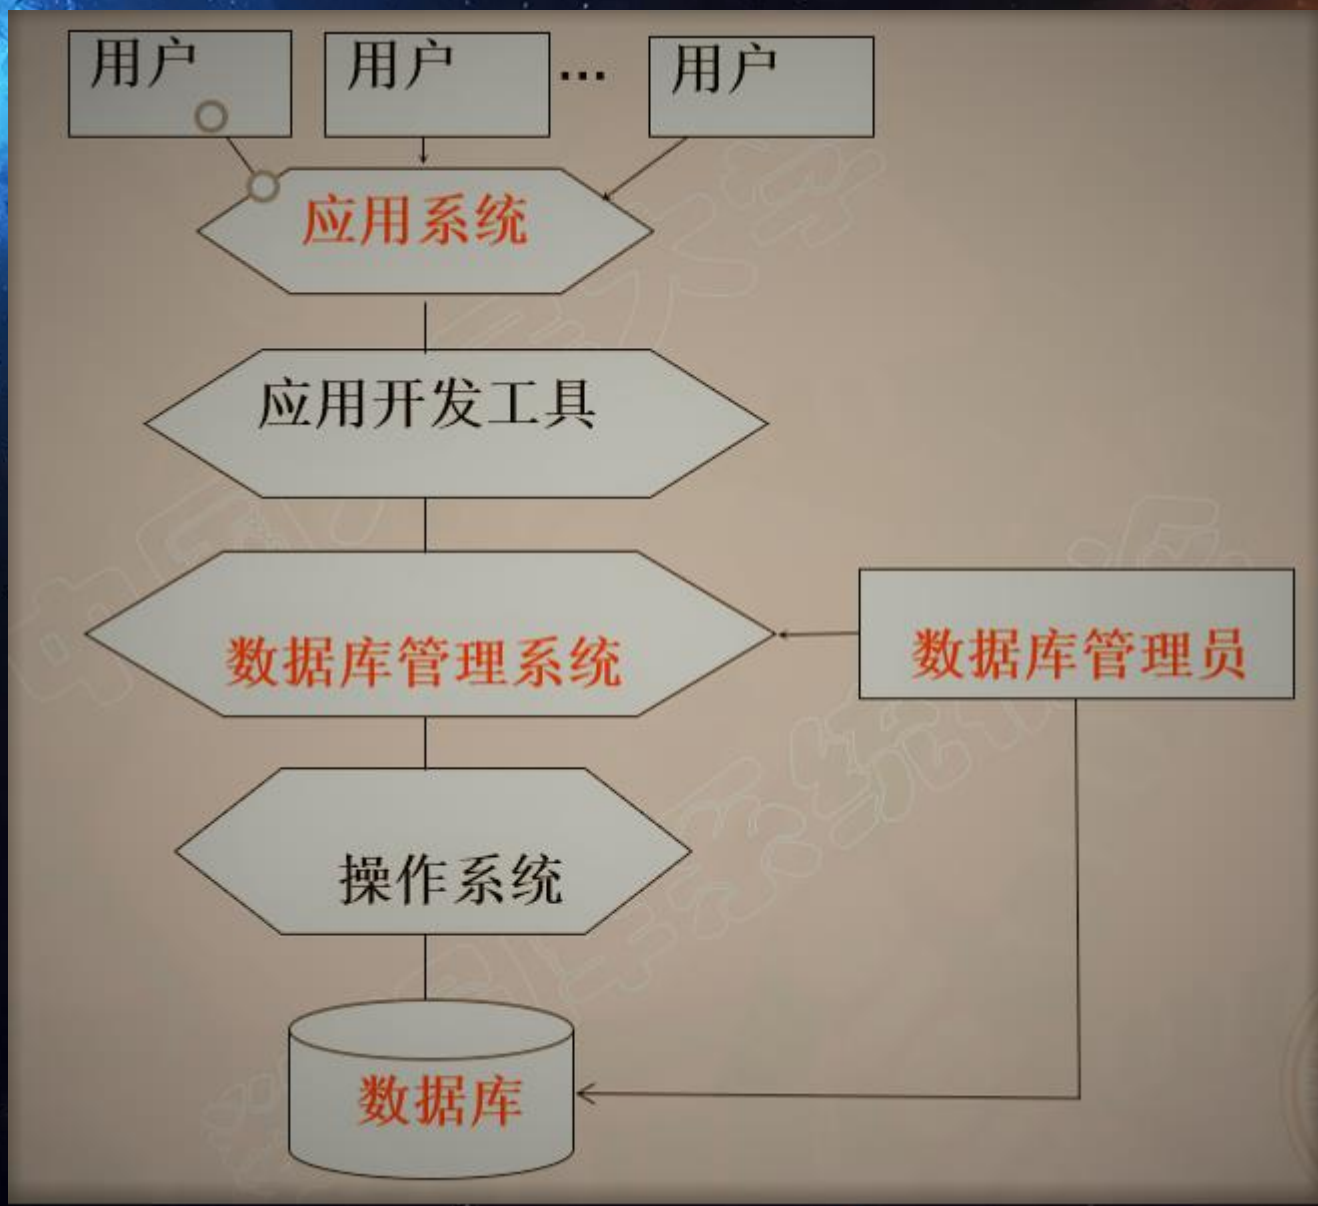 用户
用户
...
用户
应用系统
应用开发工具
数据库管理系统
数据库管理员
操作系统
数据库